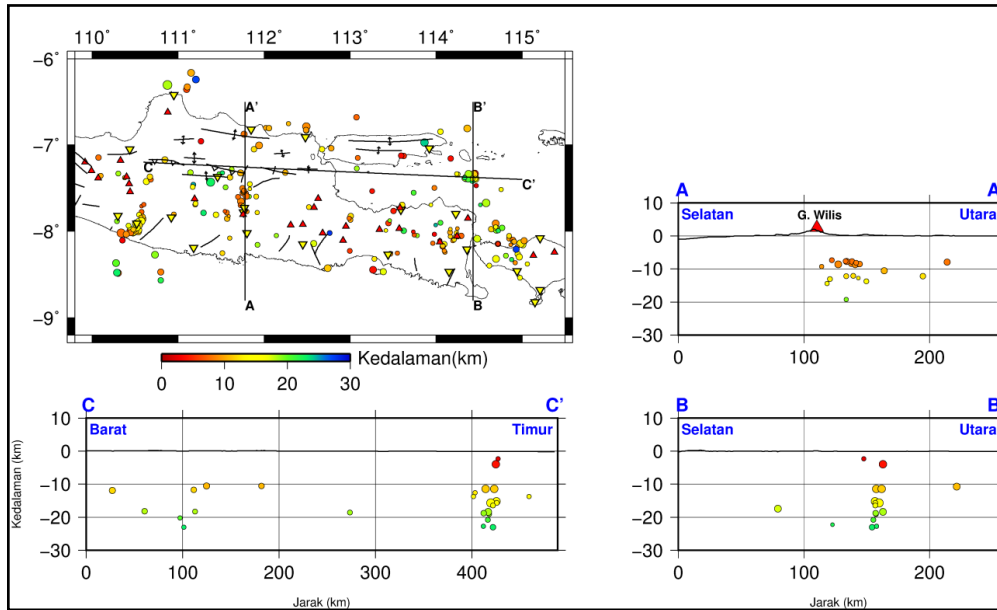 110˚ 111˚ 112˚ 113˚ 114˚ 115˚
−6˚
−7˚
−8˚
−9˚
A' B'
C C'
A B
Kedalaman(km)
0 10 20 30
A A
Selatan G. Wilis Utara
10
0
−10
−20
−30
0 100 200
C C'
Barat Timur
Kedalaman (km)
10
0
−10
−20
−30
0 100 200 300 400
Jarak (km)
B B
Selatan Utara
10
0
−10
−20
−30
0 100 200
Jarak (km)